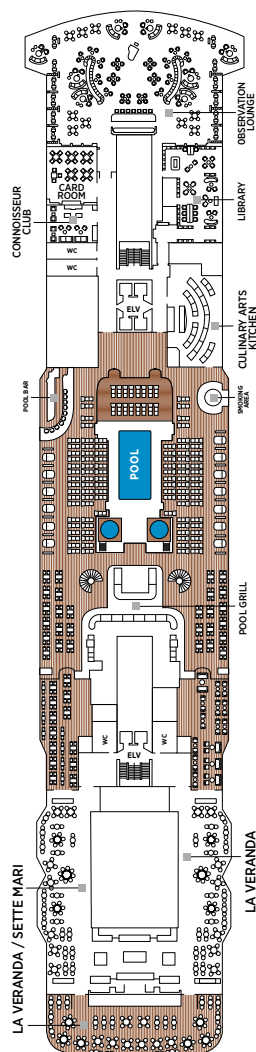 OBSERVATION
LOUNGE
CARD
ROOM
CONNOISSEUR
CLUB
LIBRARY
WC
WC
ELV
CULINARY ARTS
KITCHEN
POOL BAR
SMOKING
AREA
POOL
POOL GRILL
WC
WC
ELV
LA VERANDA / SETTE MARI
LA VERANDA